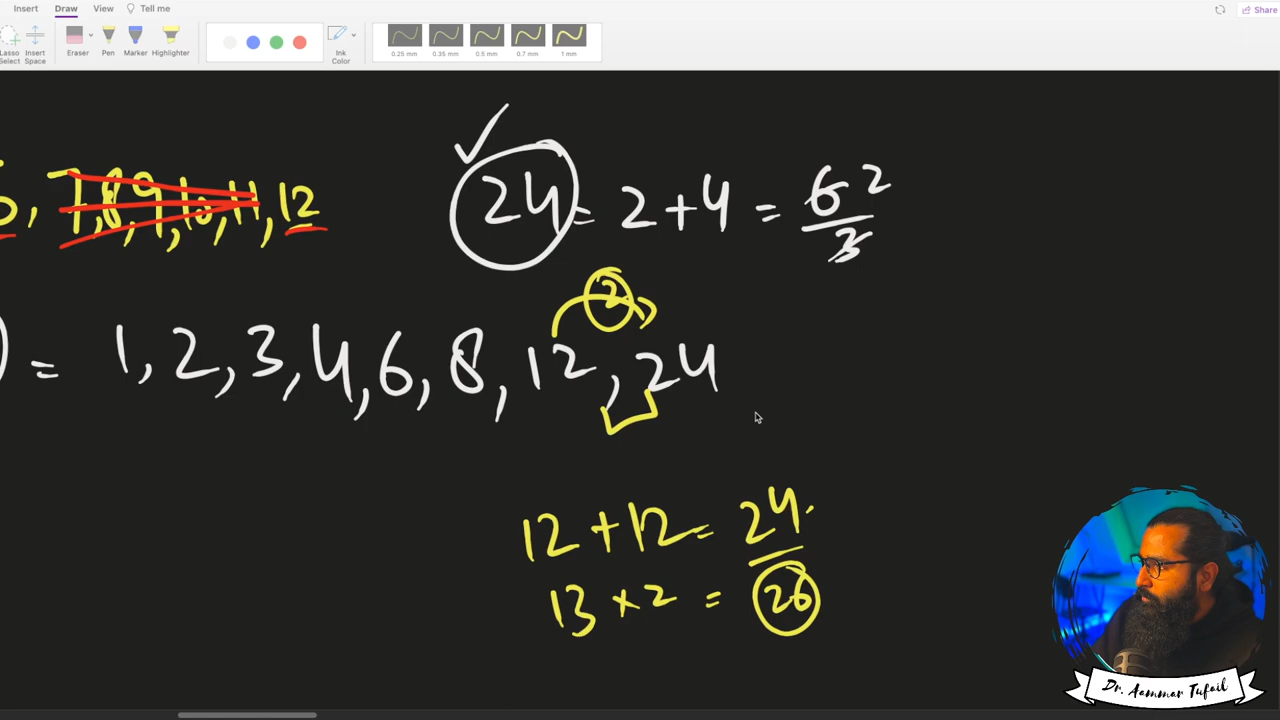 Insert Draw View Tell me Share
Lasso Select Insert Space Eraser Pen Marker Highlighter Ink Color 0.25 mm 0.35 mm 0.5 mm 0.7 mm 1 mm
✓
, 7,8,9,10,11,12
24 = 2+4 = 6 2
3
2
) = 1,2,3,4,6,8,12,24
12+12= 24.
13×2 = 26
Dr. Aammar Tufail